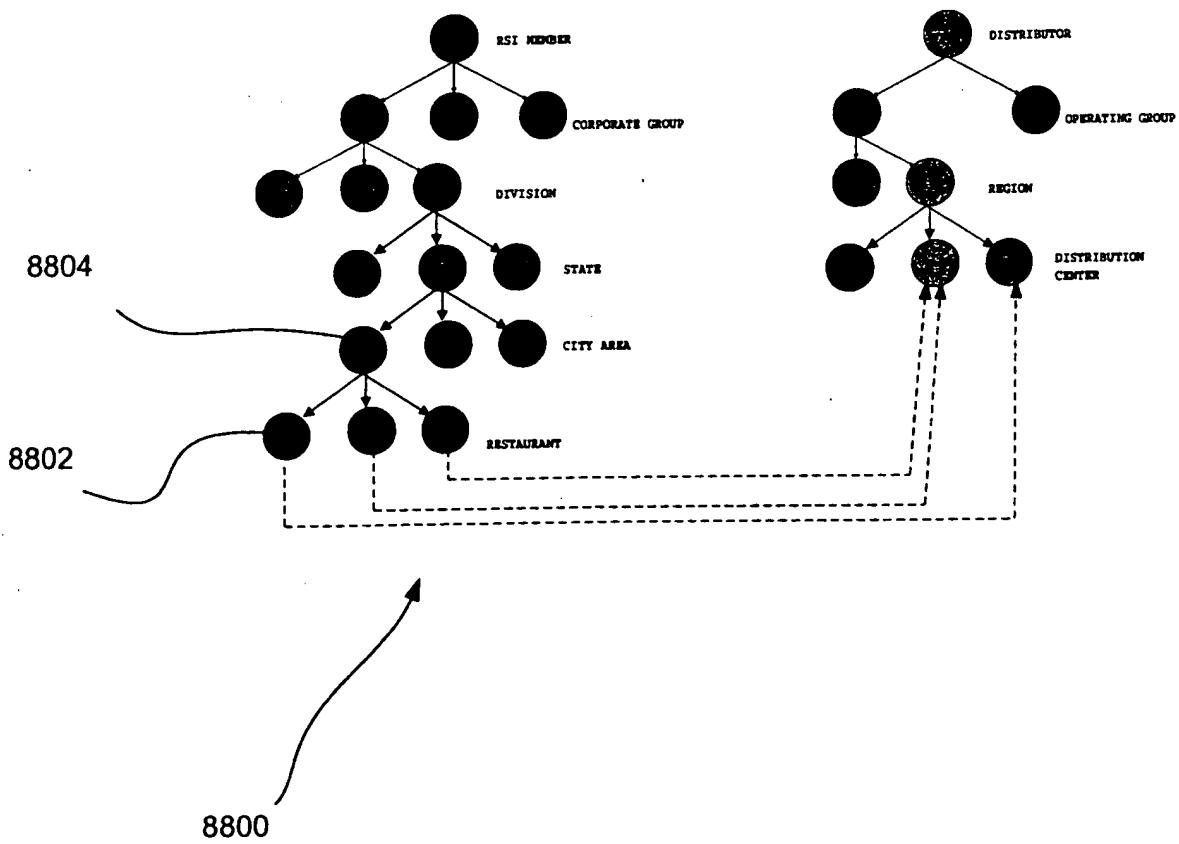 RSI MEMBER
DISTRIBUTOR
CORPORATE GROUP
OPERATING GROUP
DIVISION
REGION
8804
STATE
DISTRIBUTION
CENTER
CITY AREA
8802
RESTAURANT
8800